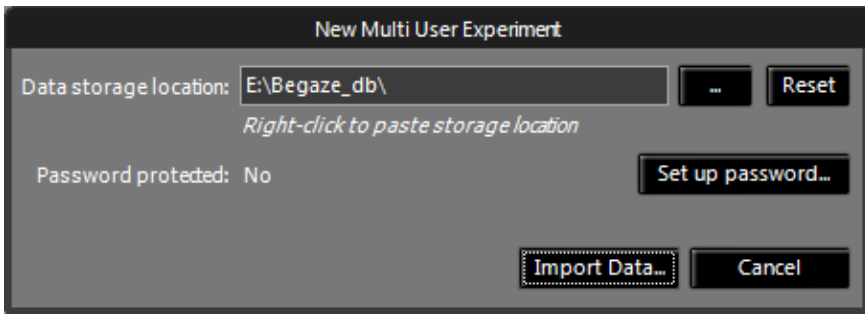 New Multi User Experiment
Data storage location: E:\Begaze_db\ ... Reset
Right-click to paste storage location
Password protected: No Set up password...
Import Data... Cancel